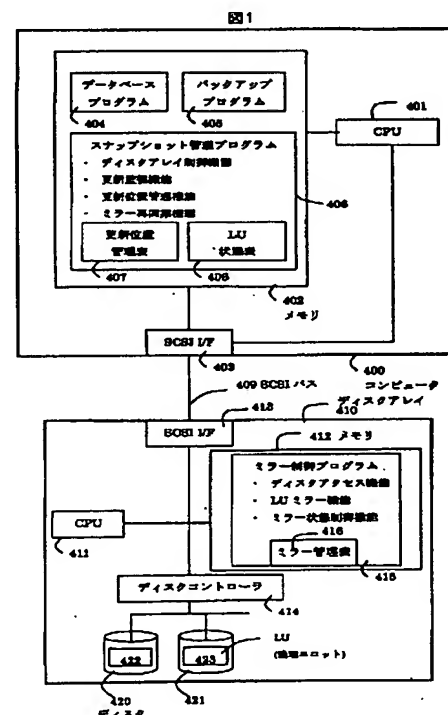 図1
データベース
プログラム
404
バックアップ
プログラム
405
401
CPU
スナップショット管理プログラム
・ ディスクアレイ制御機能
・ 更新監視機能
・ 更新位置管理機能
・ ミラー再同期機能
406
更新位置
管理表
407
LU
状態表
408
402
メモリ
SCSI I/F
403
400
コンピュータ
409 SCSI バス
ディスクアレイ
410
SCSI I/F
413
412 メモリ
ミラー制御プログラム
・ ディスクアクセス機能
・ LU ミラー機能
・ ミラー状態制御機能
416
ミラー管理表
415
CPU
411
ディスクコントローラ
414
422
423
LU
(論理ユニット)
420
ディスク
421